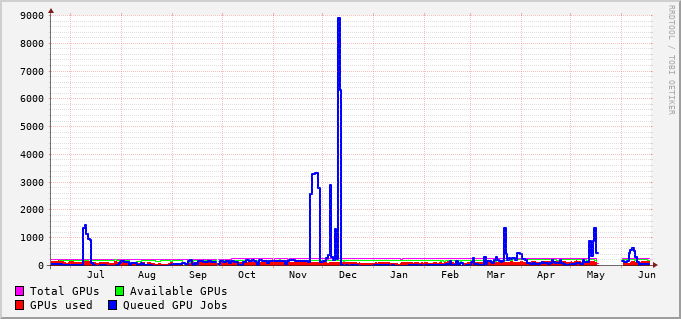 9000
8000
7000
6000
5000
4000
3000
2000
1000
0
Jul Aug Sep Oct Nov Dec Jan Feb Mar Apr May Jun
Total GPUs Available GPUs
GPUs used Queued GPU Jobs
RRDTOOL / TOBI OETIKER